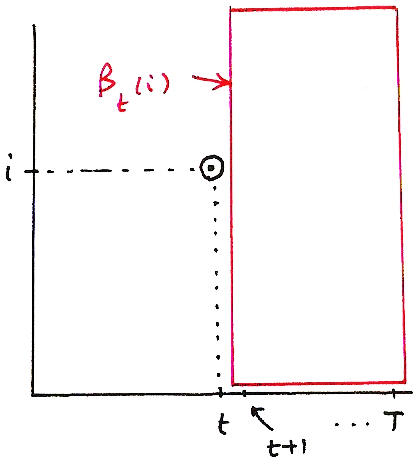 β_t(i)
i
t
t+1
... T